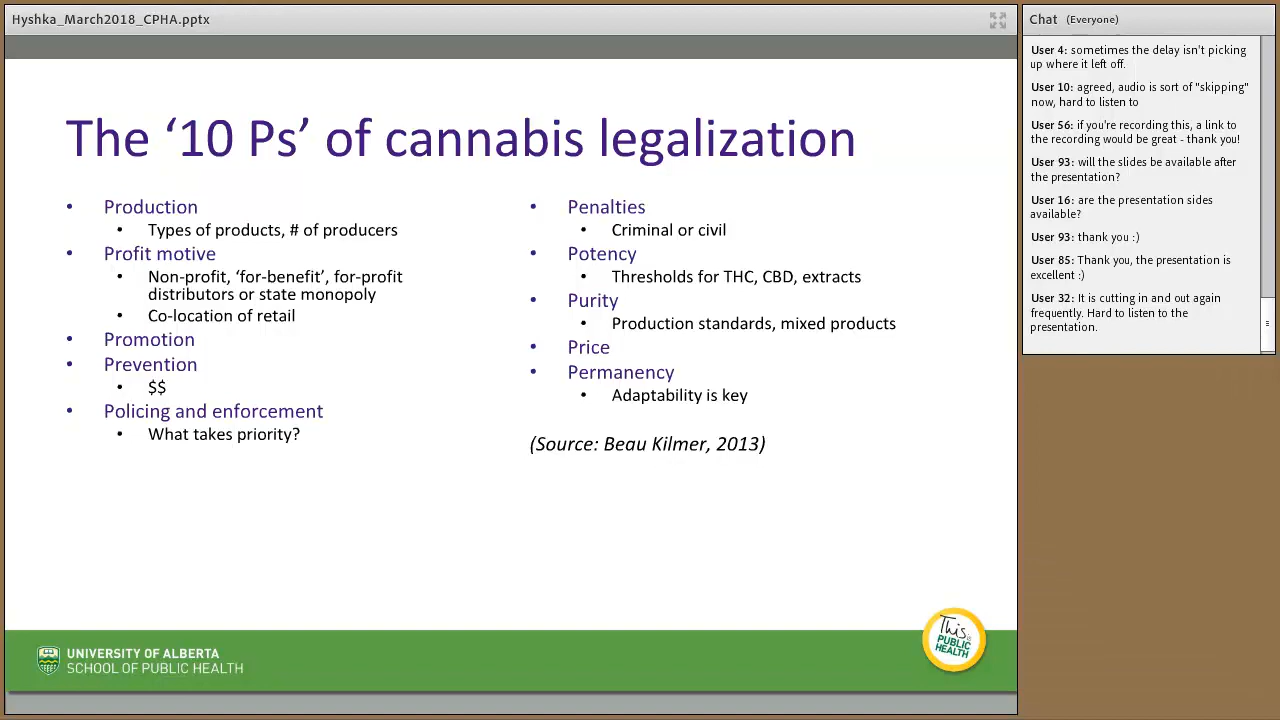 Hyshka_March2018_CPHA.pptx
The ‘10 Ps’ of cannabis legalization
• Production
• Types of products, # of producers
• Profit motive
• Non-profit, ‘for-benefit’, for-profit
distributors or state monopoly
• Co-location of retail
• Promotion
• Prevention
• $$
• Policing and enforcement
• What takes priority?
• Penalties
• Criminal or civil
• Potency
• Thresholds for THC, CBD, extracts
• Purity
• Production standards, mixed products
• Price
• Permanency
• Adaptability is key
(Source: Beau Kilmer, 2013)
UNIVERSITY OF ALBERTA
SCHOOL OF PUBLIC HEALTH
This
is PUBLIC
HEALTH
Chat (Everyone)
User 4: sometimes the delay isn't picking
up where it left off.
User 10: agreed, audio is sort of "skipping"
now, hard to listen to
User 56: if you're recording this, a link to
the recording would be great - thank you!
User 93: will the slides be available after
the presentation?
User 16: are the presentation sides
available?
User 93: thank you :)
User 85: Thank you, the presentation is
excellent :)
User 32: It is cutting in and out again
frequently. Hard to listen to the
presentation.